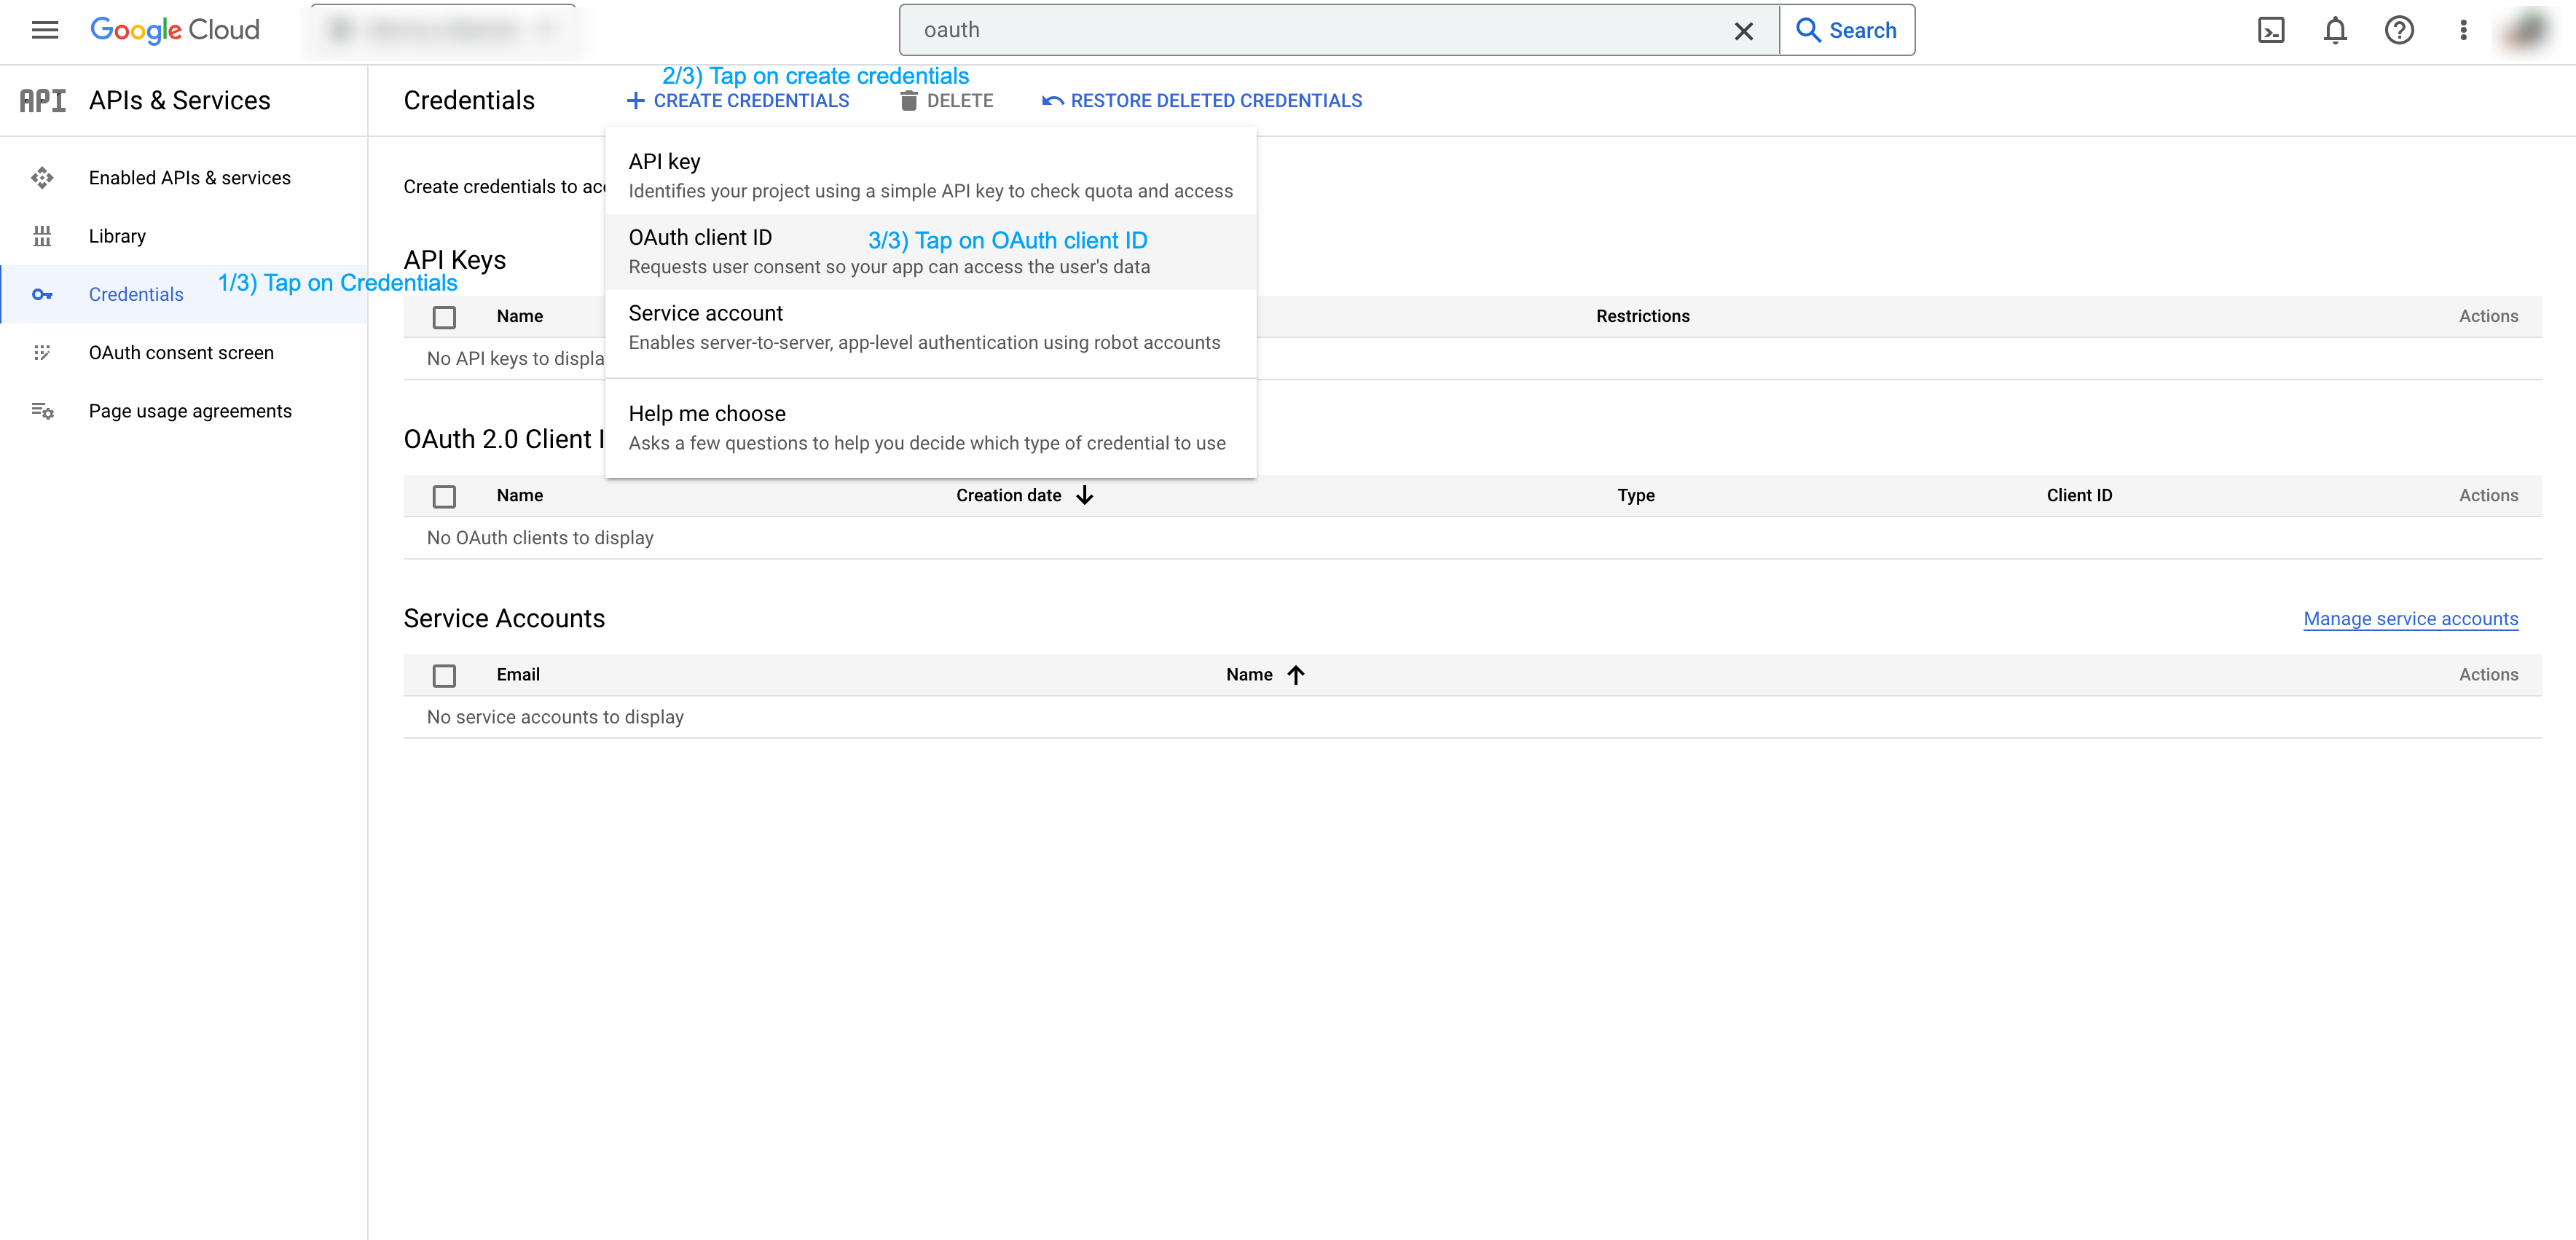 Google Cloud
oauth
Search
API
APIs & Services
Enabled APIs & services
Library
Credentials
1/3) Tap on Credentials
OAuth consent screen
Page usage agreements
Credentials
2/3) Tap on create credentials
CREATE CREDENTIALS
DELETE
RESTORE DELETED CREDENTIALS
Create credentials to acc
API key
Identifies your project using a simple API key to check quota and access
OAuth client ID
3/3) Tap on OAuth client ID
Requests user consent so your app can access the user's data
Service account
Enables server-to-server, app-level authentication using robot accounts
Help me choose
Asks a few questions to help you decide which type of credential to use
API Keys
Name Restrictions Actions
No API keys to displa
OAuth 2.0 Client I
Name Creation date Type Client ID Actions
No OAuth clients to display
Service Accounts
Manage service accounts
Email Name Actions
No service accounts to display